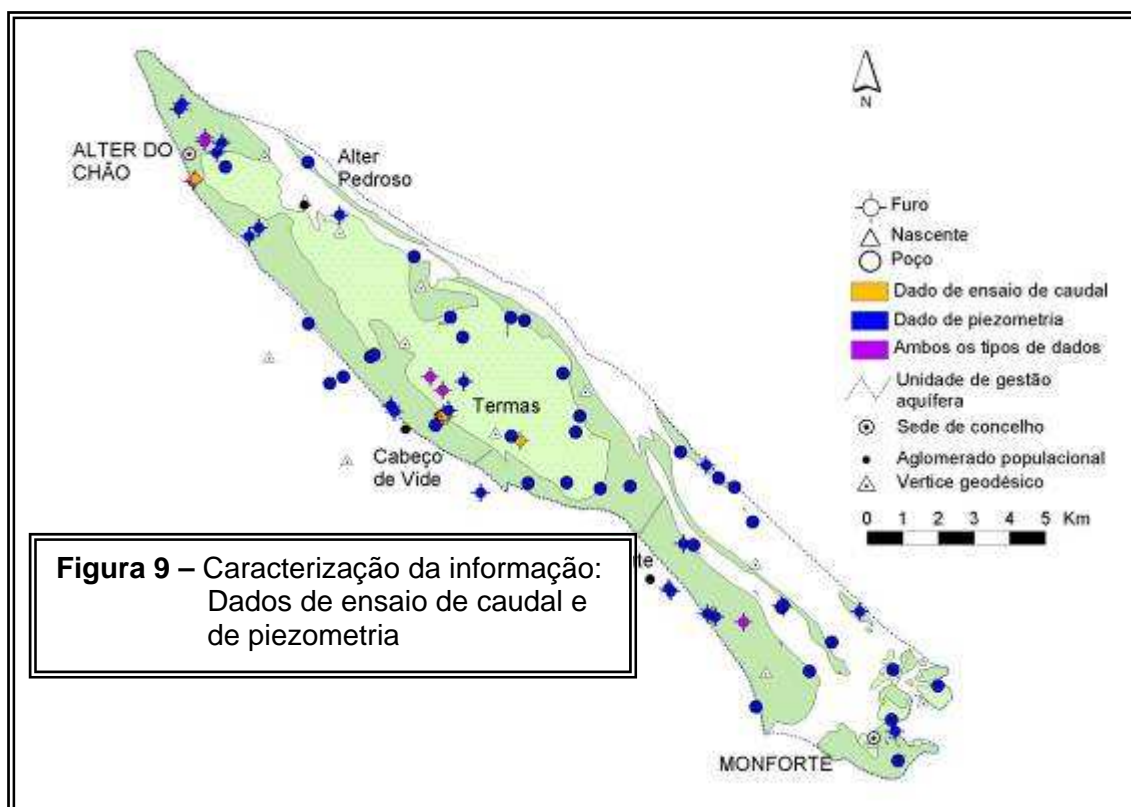 ALTER DO
CHÃO
Alter
Pedroso
Termas
Cabeço
de Vide
MONFORTE
N
Furo
Nascente
Poço
Dado de ensaio de caudal
Dado de piezometria
Ambos os tipos de dados
Unidade de gestão
aquífera
Sede de concelho
Aglomerado populacional
Vertice geodésico
0 1 2 3 4 5 Km
Figura 9 – Caracterização da informação:
Dados de ensaio de caudal e
de piezometria